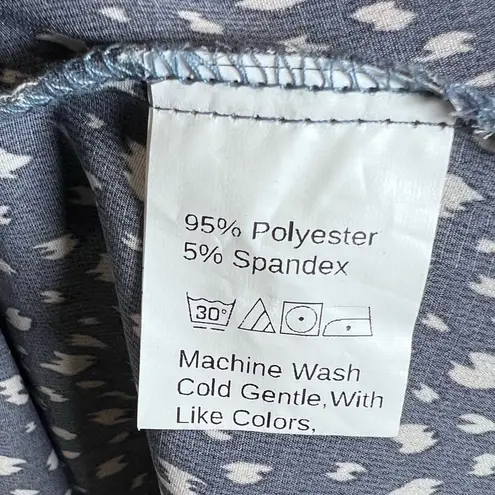 95% Polyester
5% Spandex
30°
Machine Wash
Cold Gentle,With
Like Colors,